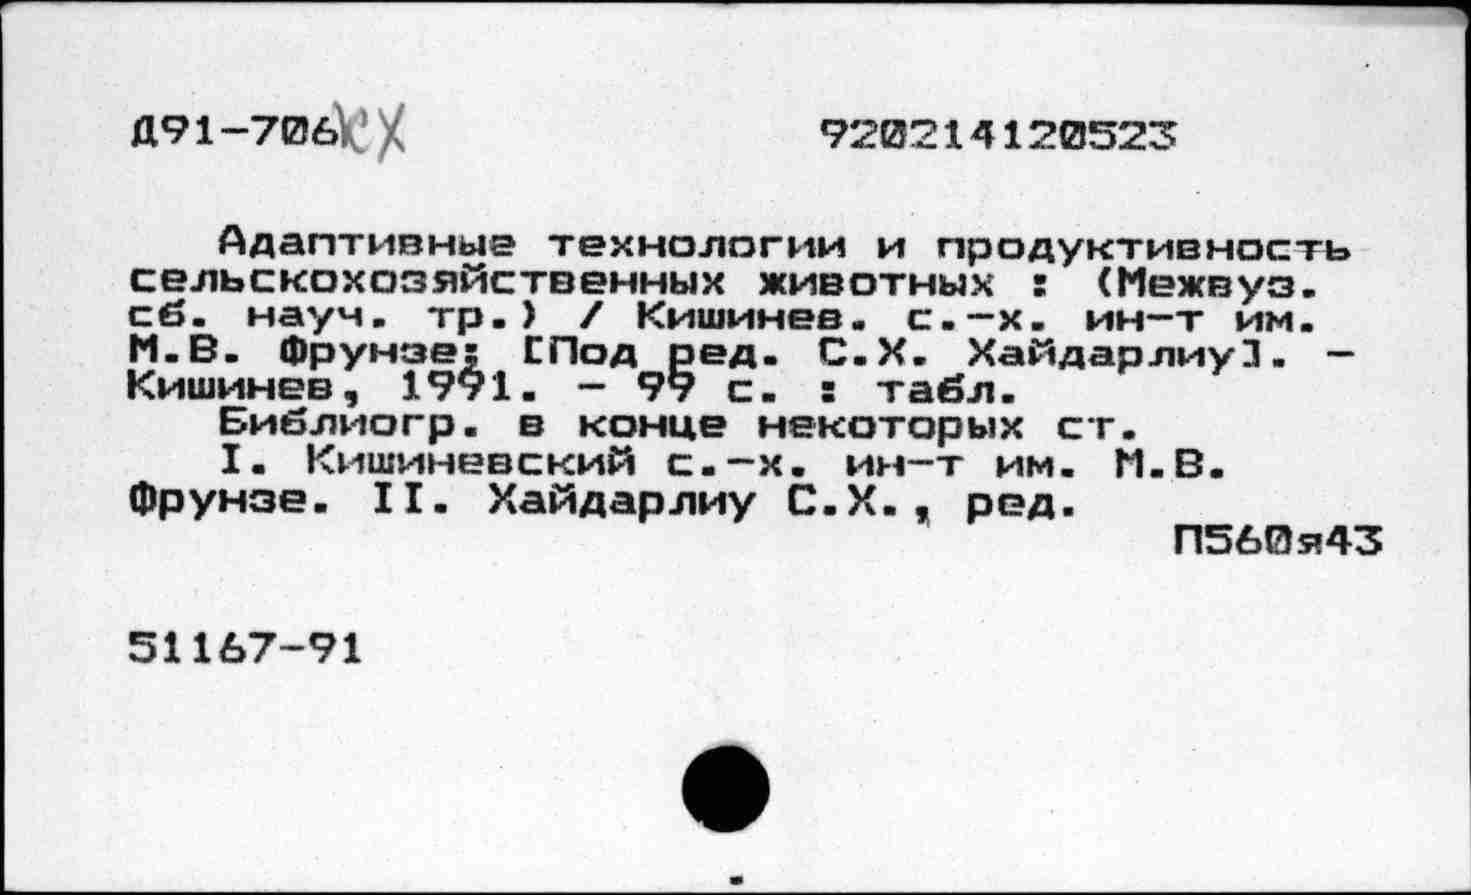 Д91-706 кх 920214120523
Адаптивные технологии и продуктивность
сельскохозяйственных животных : (Межвуз.
сб. науч. тр.) / Кишинев. с.-х. ин-т им.
М.В. Фрунзе; [Под ред. С.Х. Хайдарлиу]. -
Кишинев, 1991. - 99 с. : табл.
Библиогр. в конце некоторых ст.
I. Кишиневский с.-х. ин-т им. М.В.
Фрунзе. II. Хайдарлиу С.Х., ред.
П560я43
51167-91